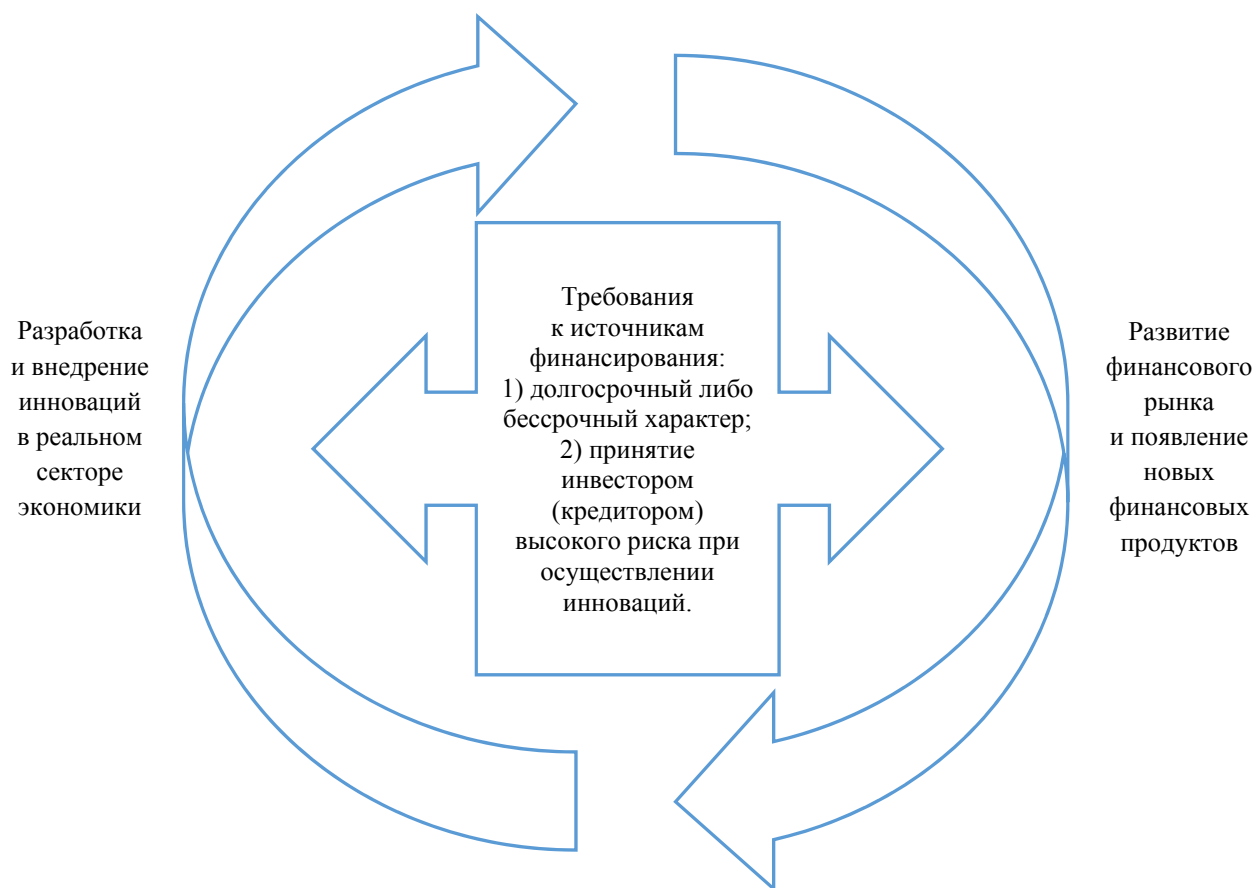 Разработка
и внедрение
инноваций
в реальном
секторе
экономики
Требования
к источникам
финансирования:
1) долгосрочный либо
бессрочный характер;
2) принятие
инвестором
(кредитором)
высокого риска при
осуществлении
инноваций.
Развитие
финансового
рынка
и появление
новых
финансовых
продуктов